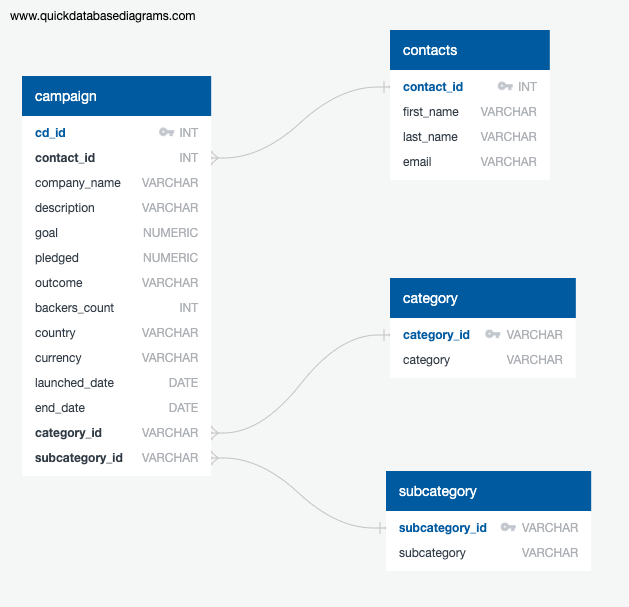 www.quickdatabasediagrams.com
campaign
cd_id INT
contact_id INT
company_name VARCHAR
description VARCHAR
goal NUMERIC
pledged NUMERIC
outcome VARCHAR
backers_count INT
country VARCHAR
currency VARCHAR
launched_date DATE
end_date DATE
category_id VARCHAR
subcategory_id VARCHAR
contacts
contact_id INT
first_name VARCHAR
last_name VARCHAR
email VARCHAR
category
category_id VARCHAR
category VARCHAR
subcategory
subcategory_id VARCHAR
subcategory VARCHAR